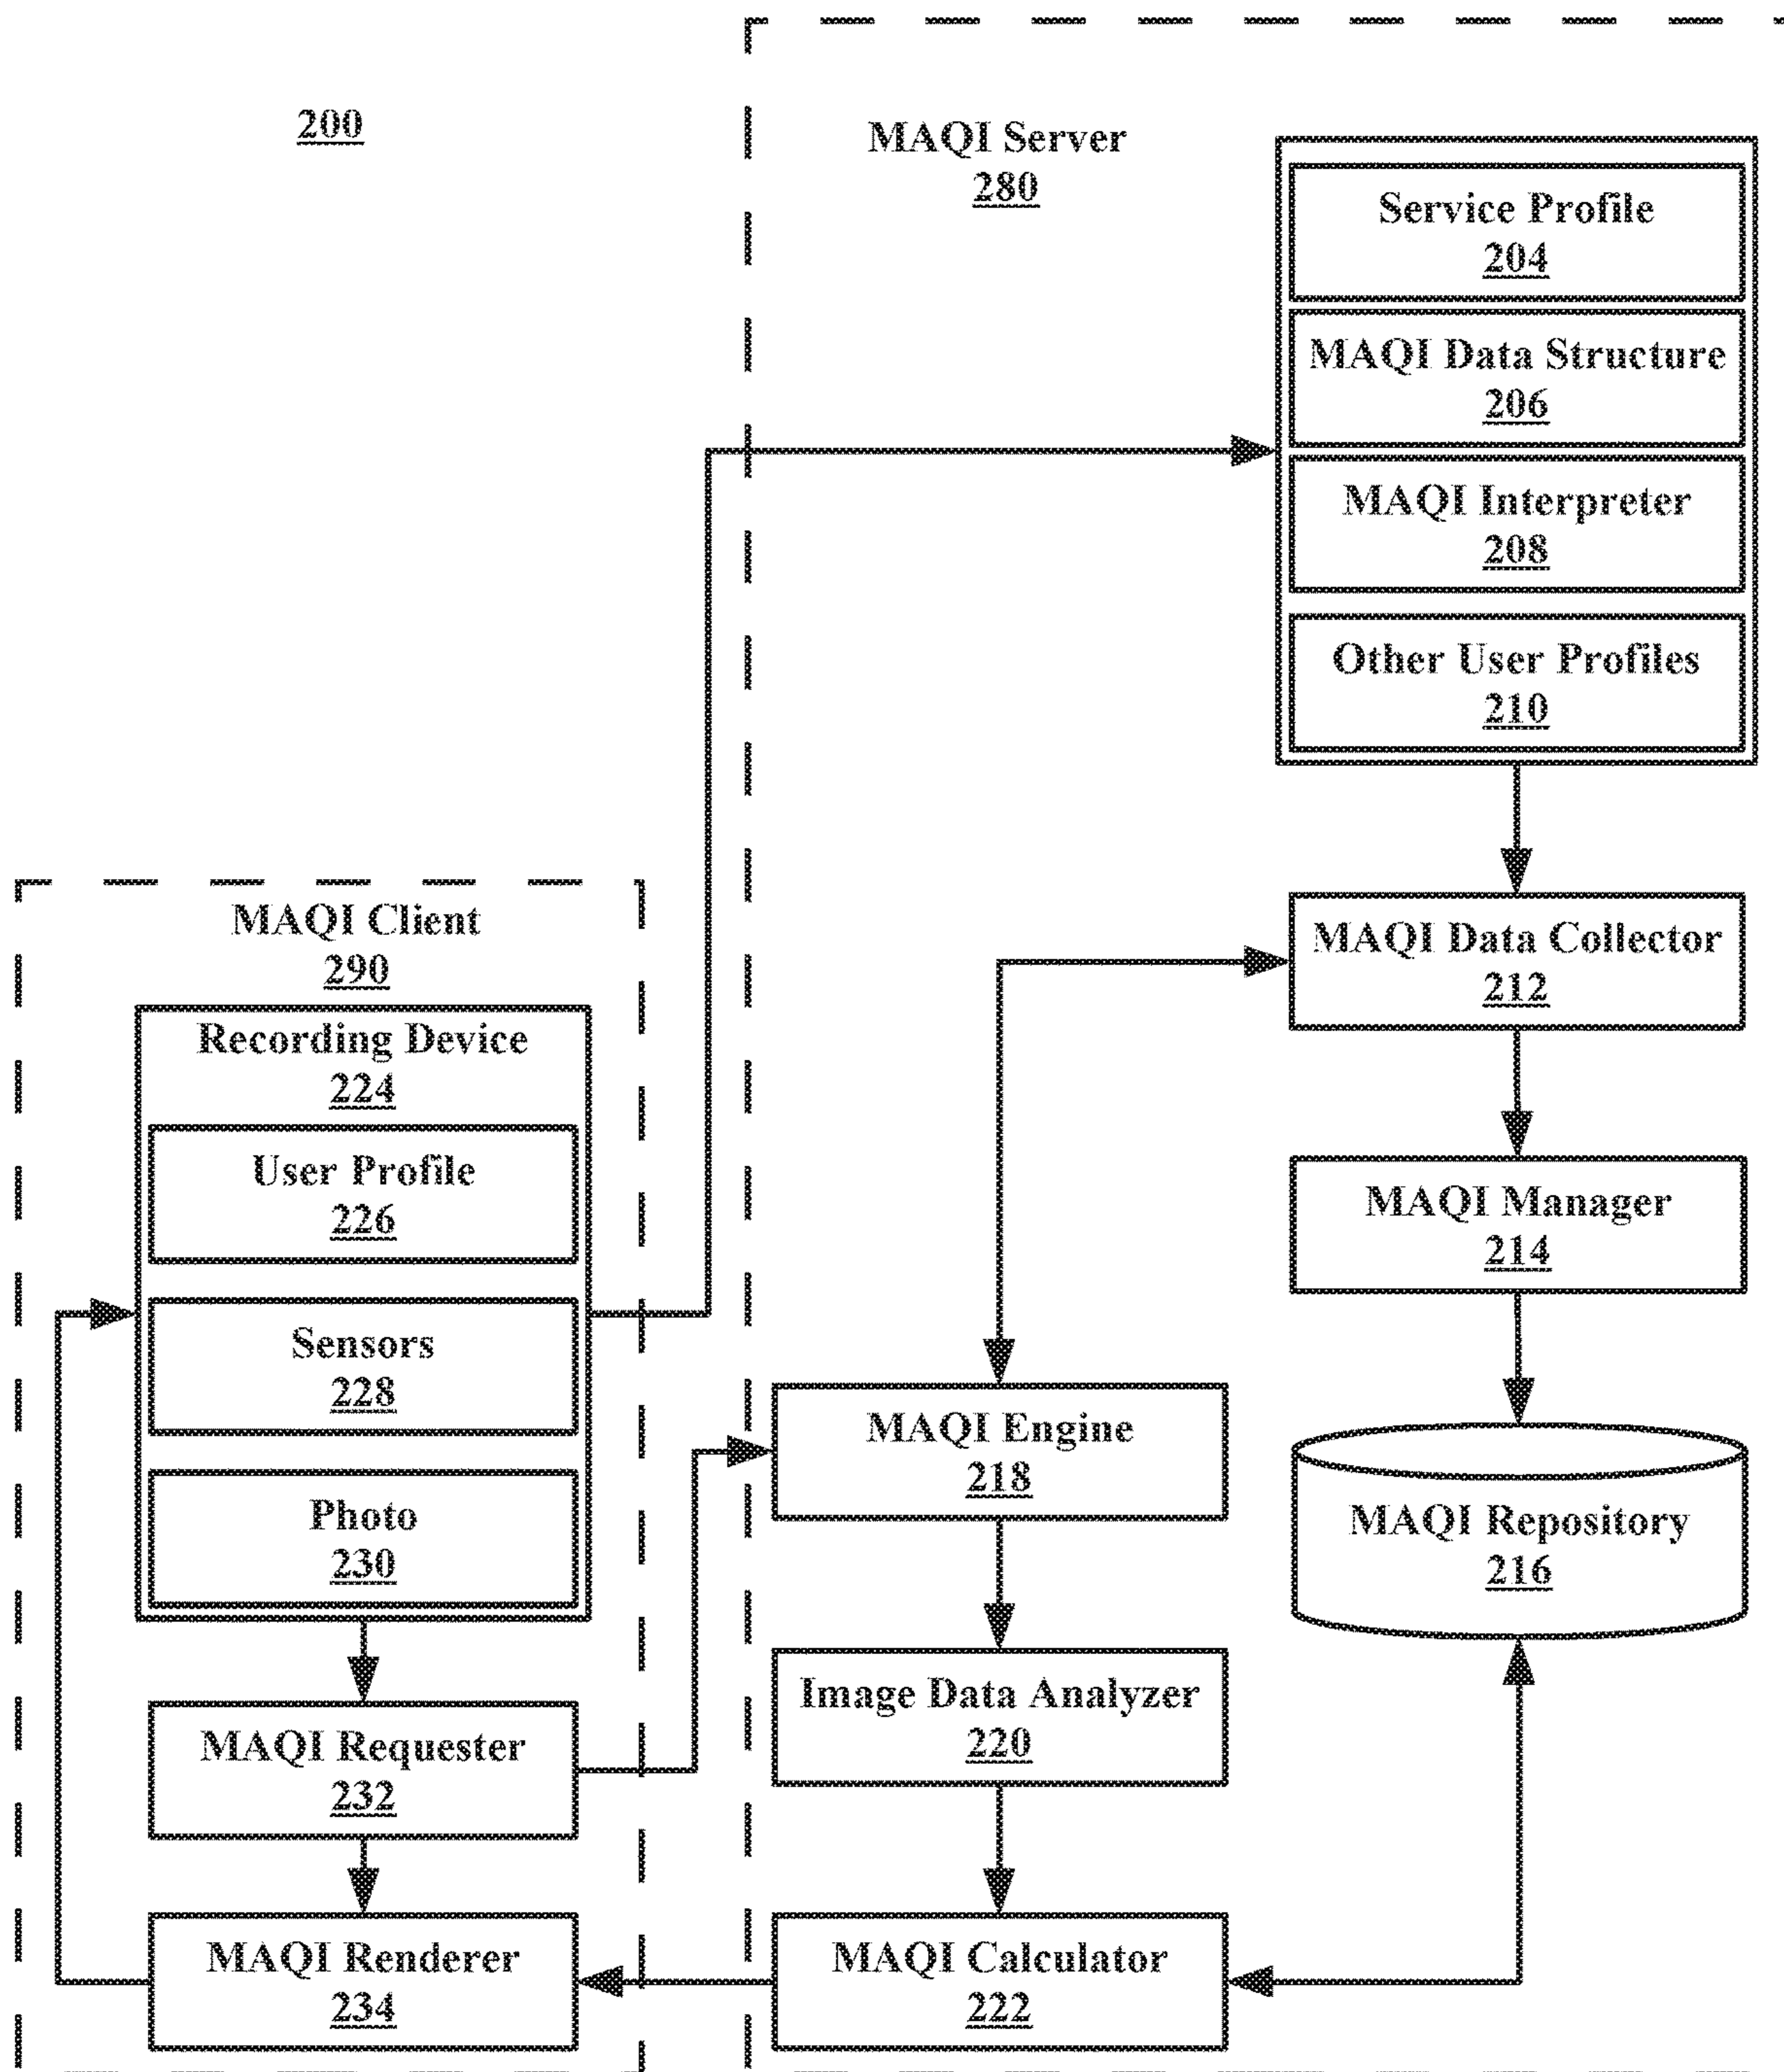 200
MAQI Server
280
Service Profile
204
MAQI Data Structure
206
MAQI Interpreter
208
Other User Profiles
210
MAQI Client
290
Recording Device
224
User Profile
226
Sensors
228
Photo
230
MAQI Requester
232
MAQI Renderer
234
MAQI Data Collector
212
MAQI Manager
214
MAQI Engine
218
MAQI Repository
216
Image Data Analyzer
220
MAQI Calculator
222